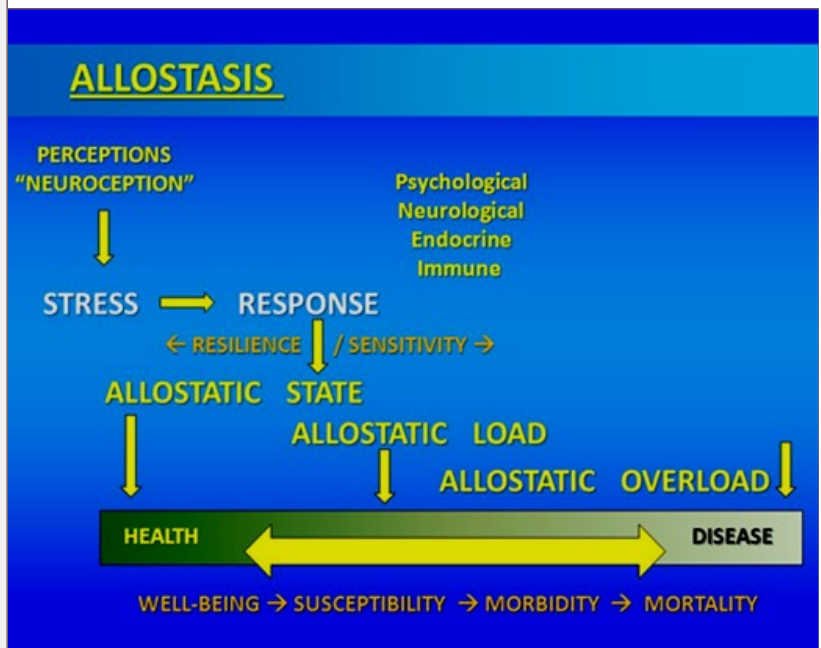 ALLOSTASIS
PERCEPTIONS
“NEUROCEPTION”
Psychological
Neurological
Endocrine
Immune
STRESS RESPONSE
← RESILIENCE / SENSITIVITY →
ALLOSTATIC STATE
ALLOSTATIC LOAD
ALLOSTATIC OVERLOAD
HEALTH DISEASE
WELL-BEING → SUSCEPTIBILITY → MORBIDITY → MORTALITY